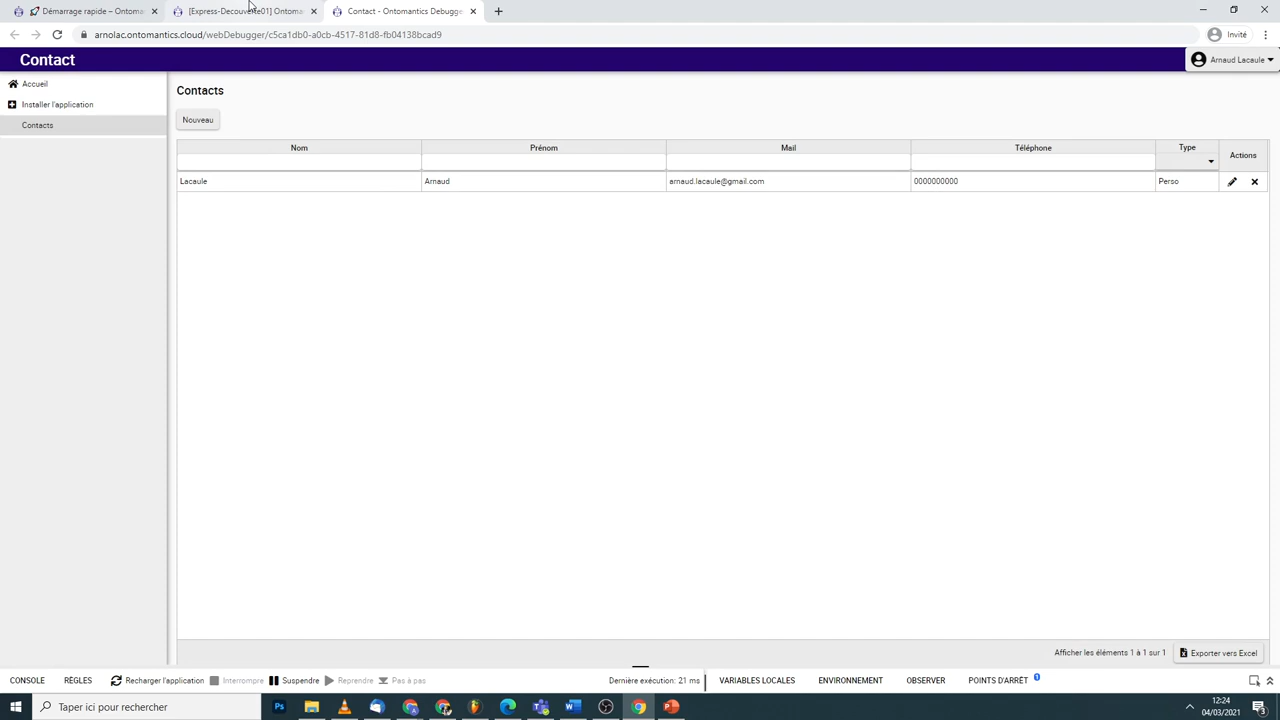 Démarrage rapide – Ontoma
[Express-Decouverte01] Ontoma
Contact - Ontomantics Debugge
arnolac.ontomantics.cloud/webDebugger/c5ca1db0-a0cb-4517-81d8-fb04138bcad9
Invité
Contact
Arnaud Lacaule
Accueil
Installer l'application
Contacts
Contacts
Nouveau
Nom Prénom Mail Téléphone Type Actions
Lacaule Arnaud arnaud.lacaule@gmail.com 0000000000 Perso
Afficher les éléments 1 à 1 sur 1 Exporter vers Excel
CONSOLE RÈGLES Recharger l'application Interrompre Suspendre Reprendre Pas à pas Dernière exécution: 21 ms VARIABLES LOCALES ENVIRONNEMENT OBSERVER POINTS D'ARRÊT 1
Taper ici pour rechercher
12:24
04/03/2021
3